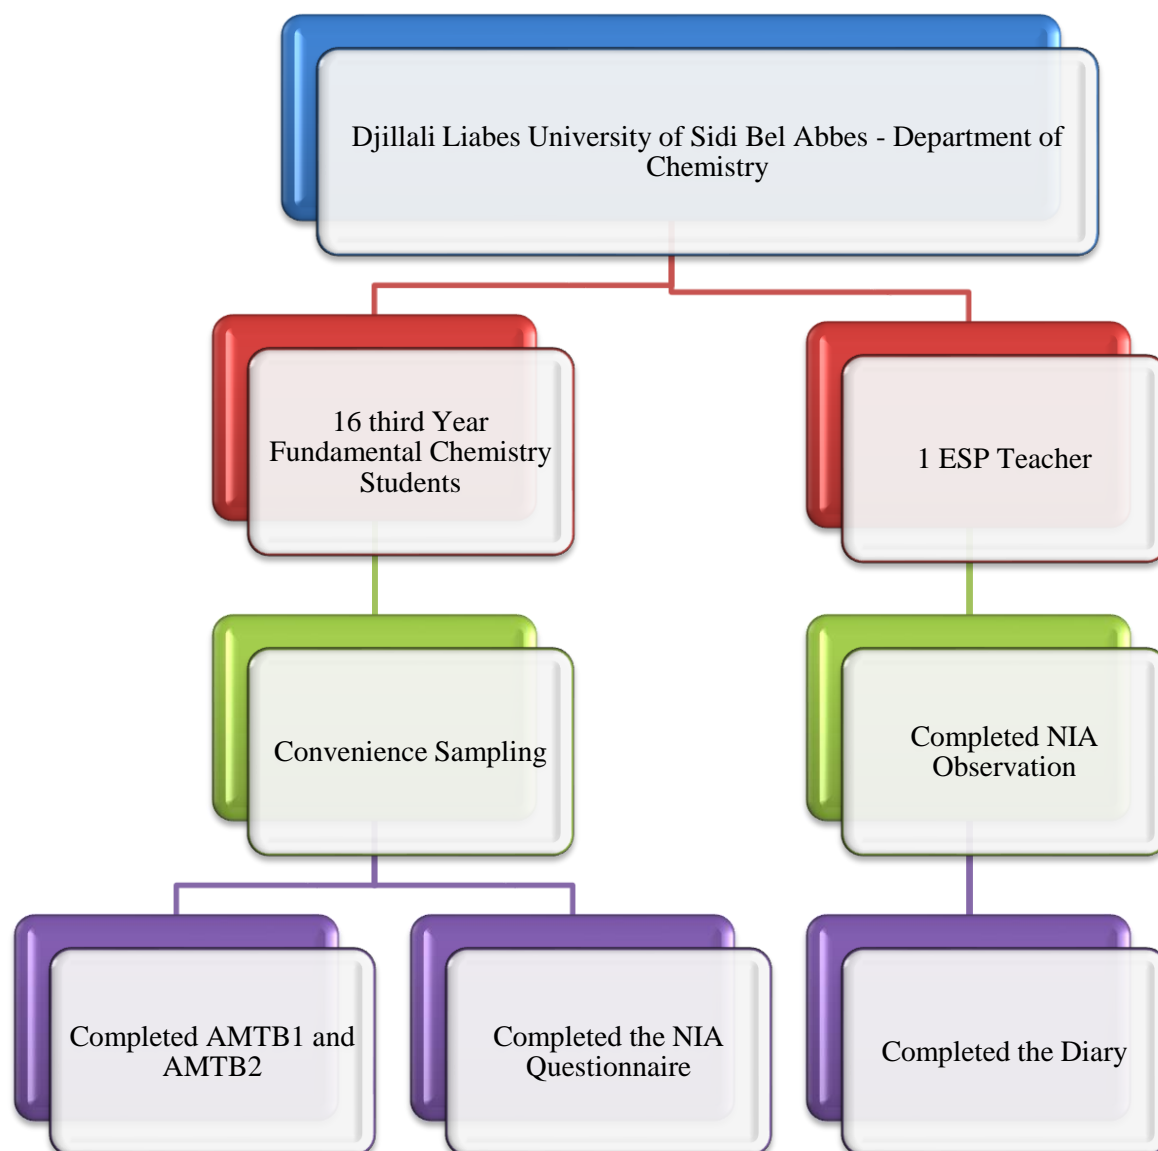 Djillali Liabes University of Sidi Bel Abbes - Department of
Chemistry
16 third Year
Fundamental Chemistry
Students
1 ESP Teacher
Convenience Sampling
Completed NIA
Observation
Completed AMTB1 and
AMTB2
Completed the NIA
Questionnaire
Completed the Diary